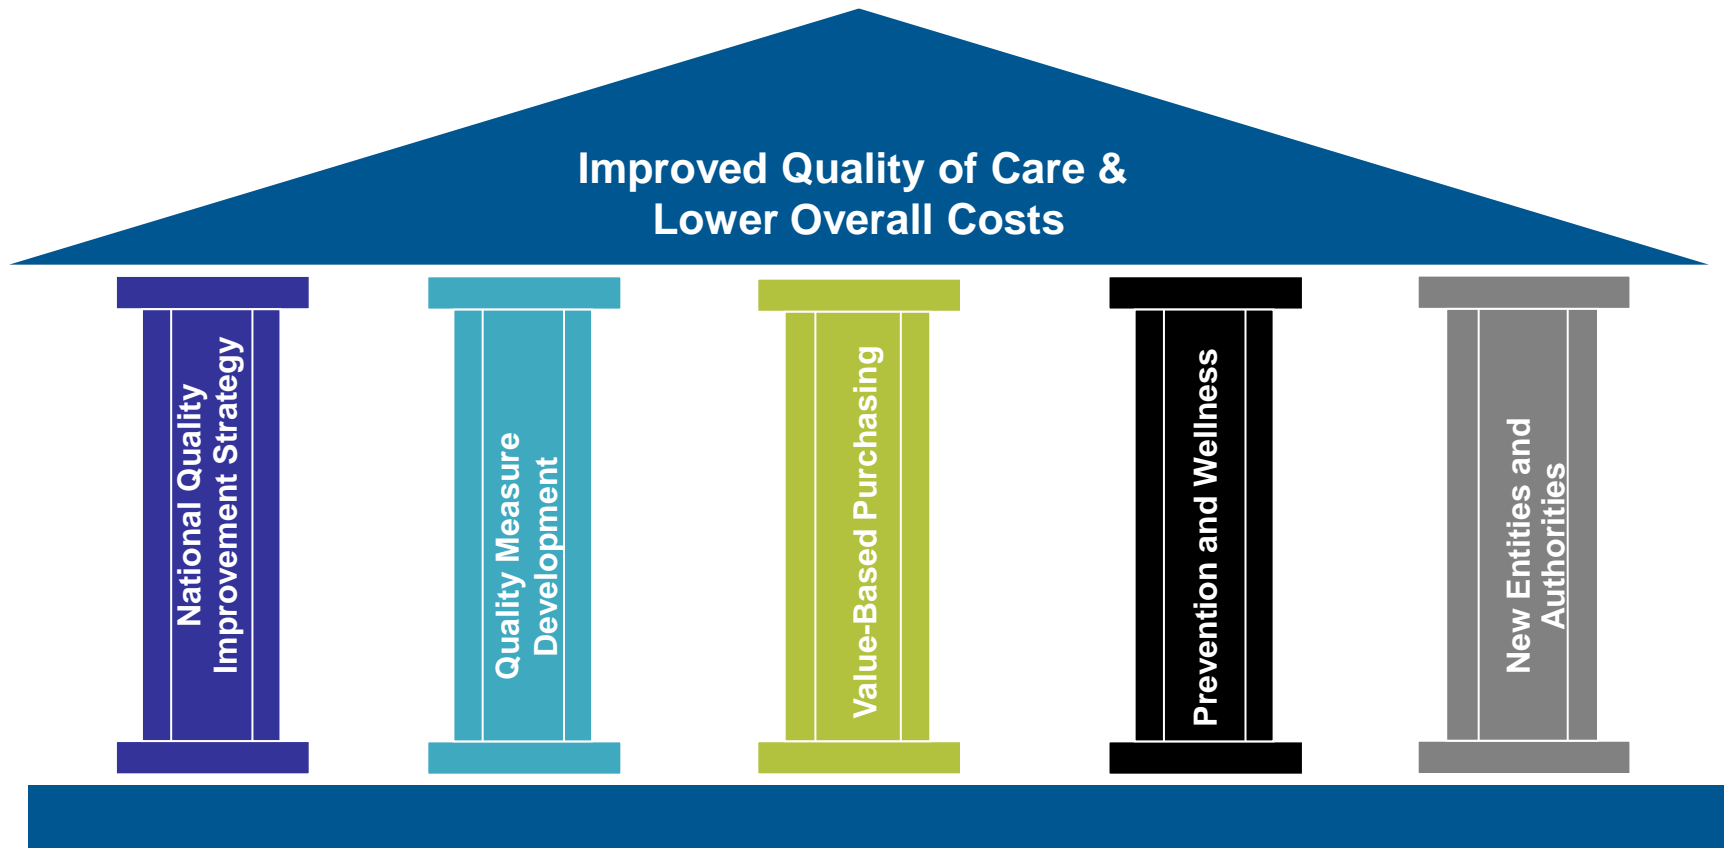 Improved Quality of Care &
Lower Overall Costs
National Quality
Improvement Strategy
Quality Measure
Development
Value-Based Purchasing
Prevention and Wellness
New Entities and
Authorities